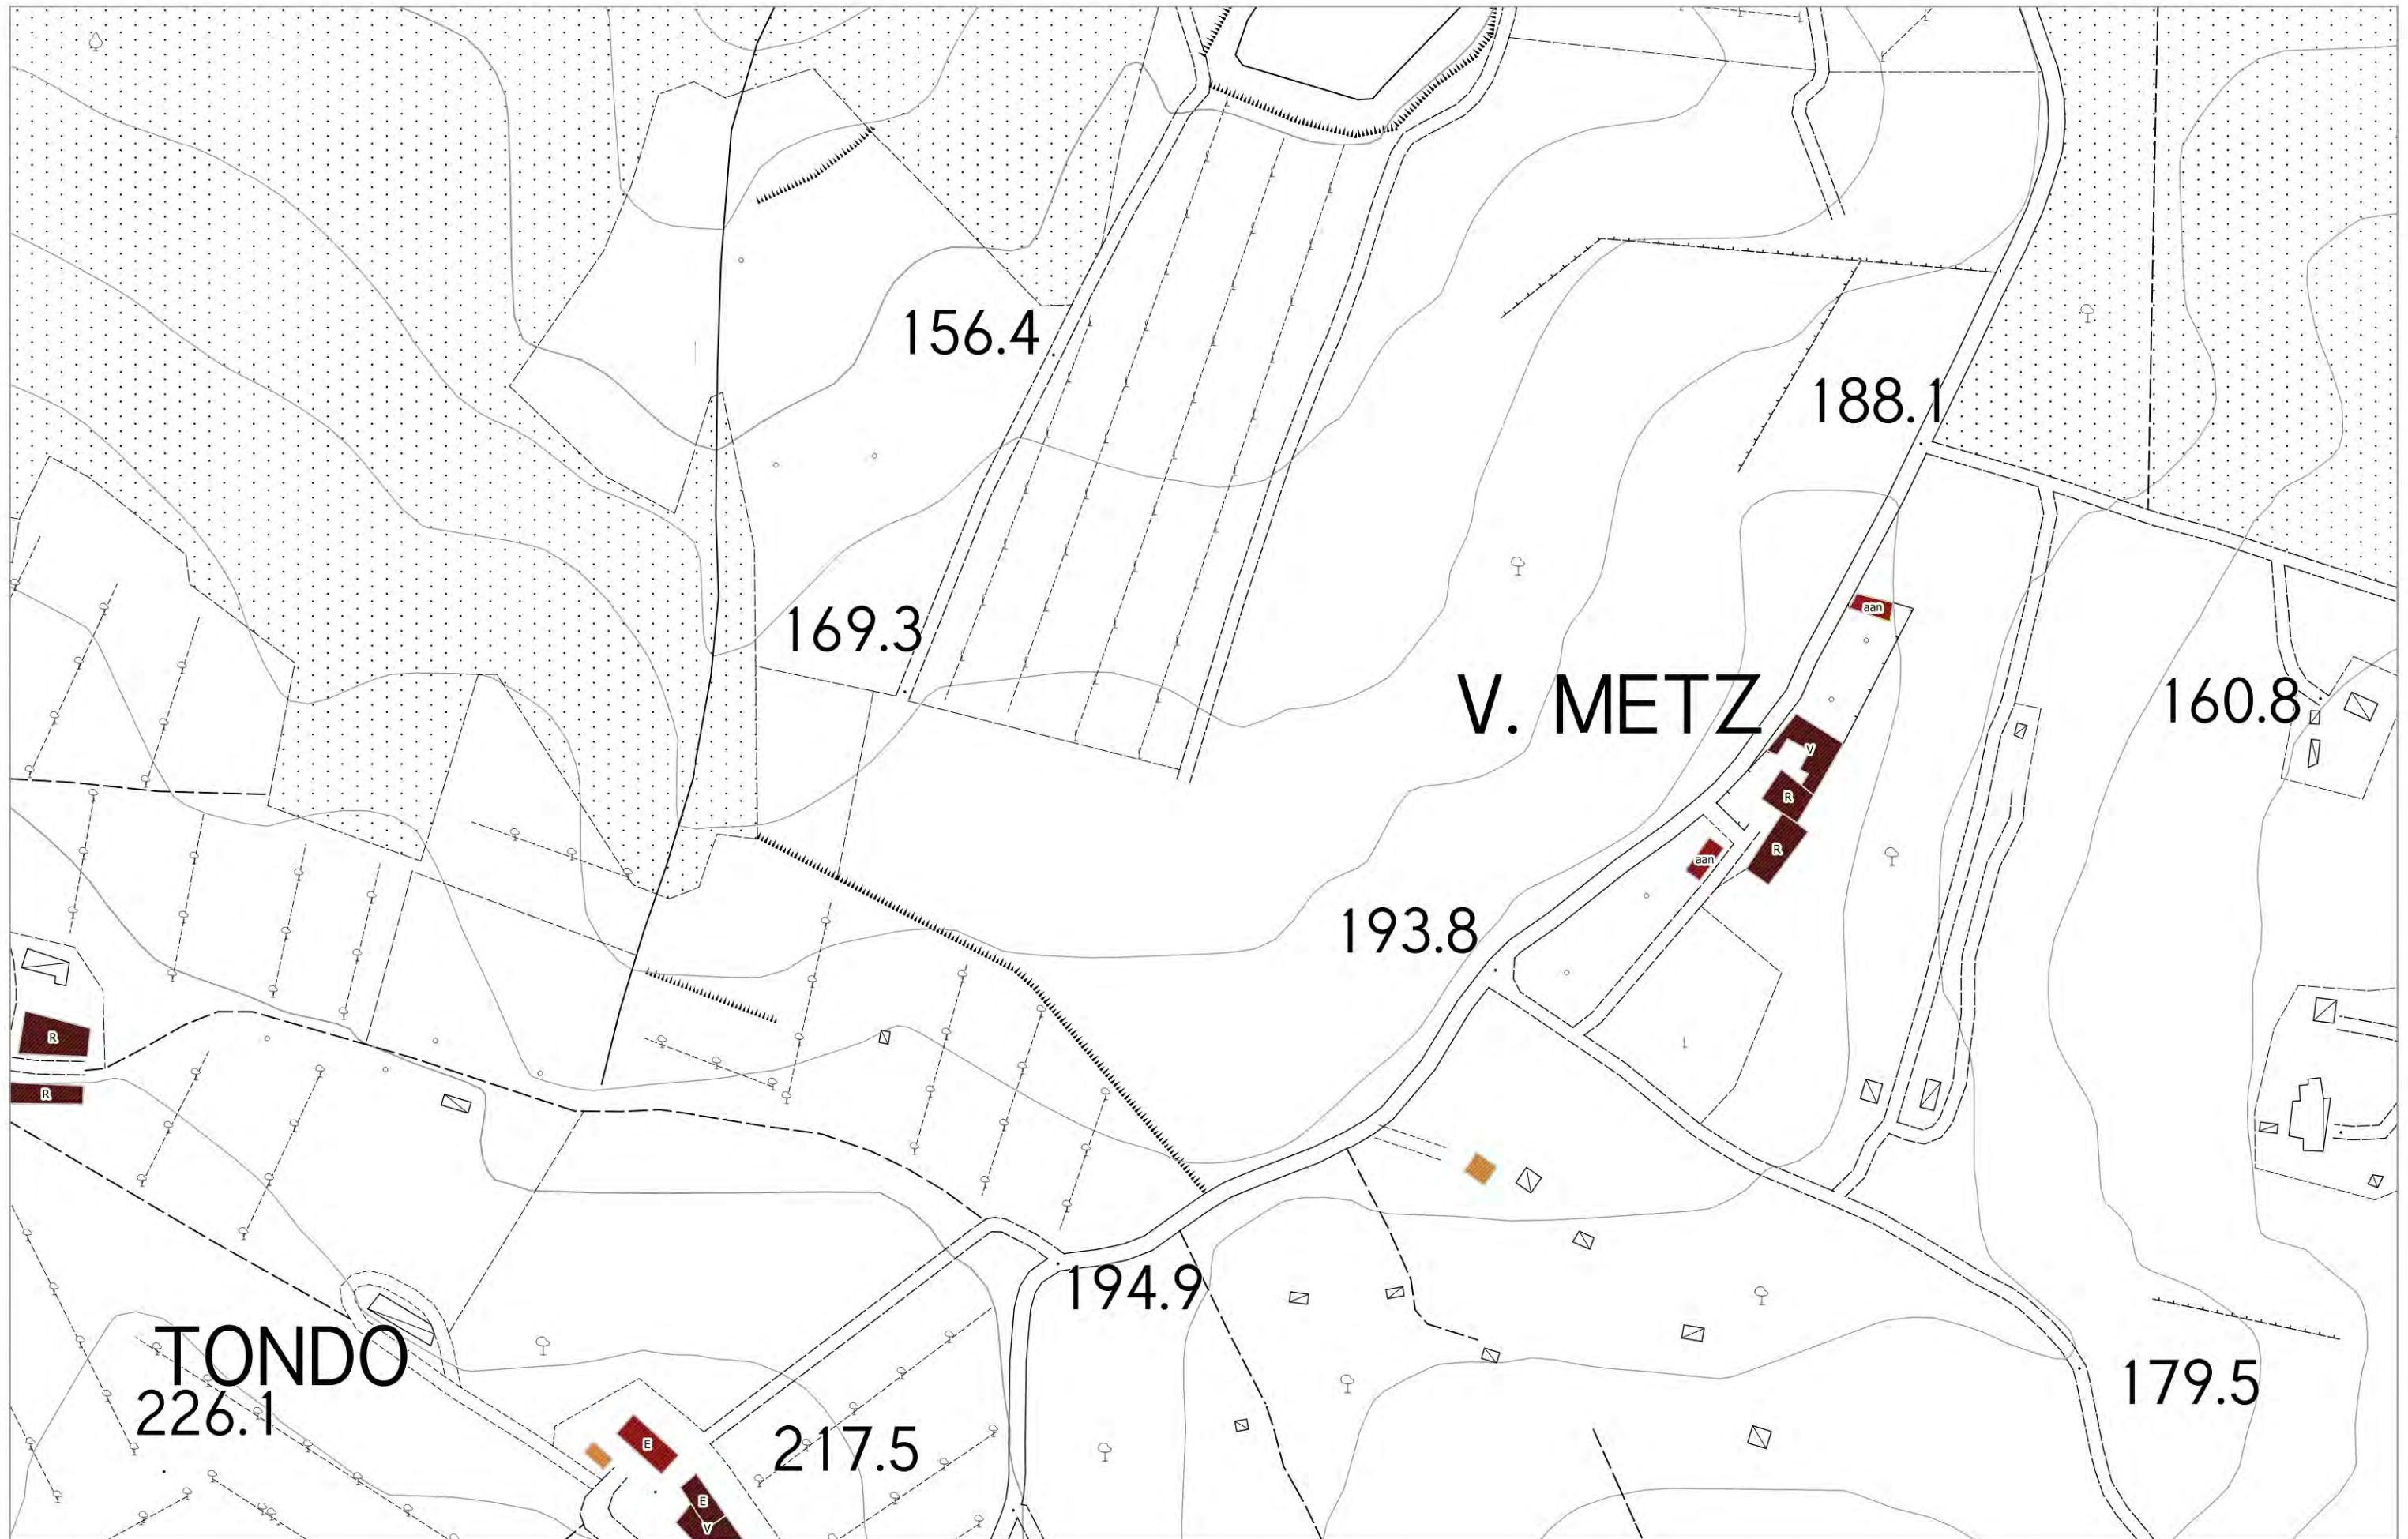 156.4
188.1
aan
169.3
V. METZ
160.8
V
R
R
aan
193.8
R
R
194.9
TONDO
226.1
179.5
217.5
E
E
V